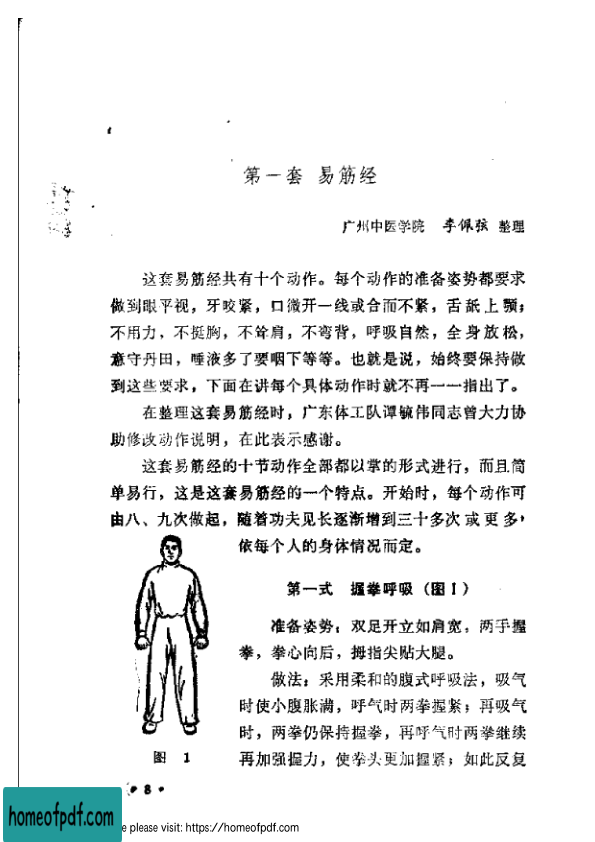 第一套 易筋经
广州中医学院 李佩弦 整理
这套易筋经共有十个动作。每个动作的准备姿势都要求
做到眼平视，牙咬紧，口微开一线或合而不紧，舌舐上颚；
不用力，不挺胸，不耸肩，不弯背，呼吸自然，全身放松，
意守丹田，唾液多了要咽下等等。也就是说，始终要保持做
到这些要求，下面在讲每个具体动作时就不再一一指出了。
在整理这套易筋经时，广东体工队谭毓伟同志曾大力协
助修改动作说明，在此表示感谢。
这套易筋经的十节动作全部都以掌的形式进行，而且简
单易行，这是这套易筋经的一个特点。开始时，每个动作可
由八、九次做起，随着功夫见长逐渐增到三十多次或更多，
依每个人的身体情况而定。
第一式 握拳呼吸（图1）
准备姿势：双足开立如肩宽，两手握
拳，拳心向后，拇指尖贴大腿。
做法：采用柔和的腹式呼吸法，吸气
时使小腹胀满，呼气时两拳握紧；再吸气
时，两拳仍保持握拳，再呼气时两拳继续
再加强握力，使拳头更加握紧；如此反复
图 1
• 8 •
homeofpdf.com
e please visit: https://homeofpdf.com